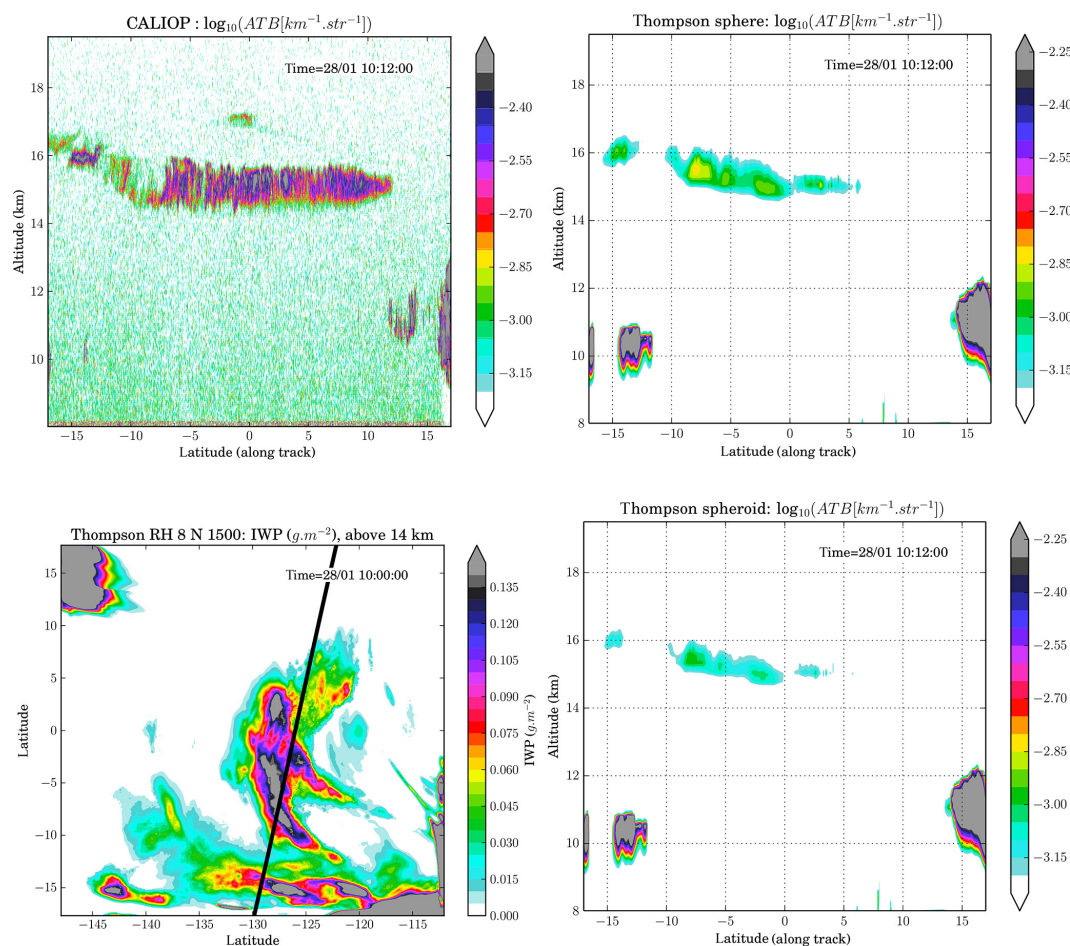 CALIOP : log₁₀(ATB[km⁻¹.str⁻¹])
Time=28/01 10:12:00
18
16
14
12
10
Altitude (km)
−15 −10 −5 0 5 10 15
Latitude (along track)
−2.40
−2.55
−2.70
−2.85
−3.00
−3.15
Thompson sphere: log₁₀(ATB[km⁻¹.str⁻¹])
Time=28/01 10:12:00
18
16
14
12
10
8
Altitude (km)
−15 −10 −5 0 5 10 15
Latitude (along track)
−2.25
−2.40
−2.55
−2.70
−2.85
−3.00
−3.15
Thompson RH 8 N 1500: IWP (g.m⁻²), above 14 km
Time=28/01 10:00:00
15
10
5
0
−5
−10
−15
Latitude
−145 −140 −135 −130 −125 −120 −115
Latitude
0.135
0.120
0.105
0.090
0.075
0.060
0.045
0.030
0.015
0.000
IWP (g.m⁻²)
Thompson spheroid: log₁₀(ATB[km⁻¹.str⁻¹])
Time=28/01 10:12:00
18
16
14
12
10
8
Altitude (km)
−15 −10 −5 0 5 10 15
Latitude (along track)
−2.25
−2.40
−2.55
−2.70
−2.85
−3.00
−3.15